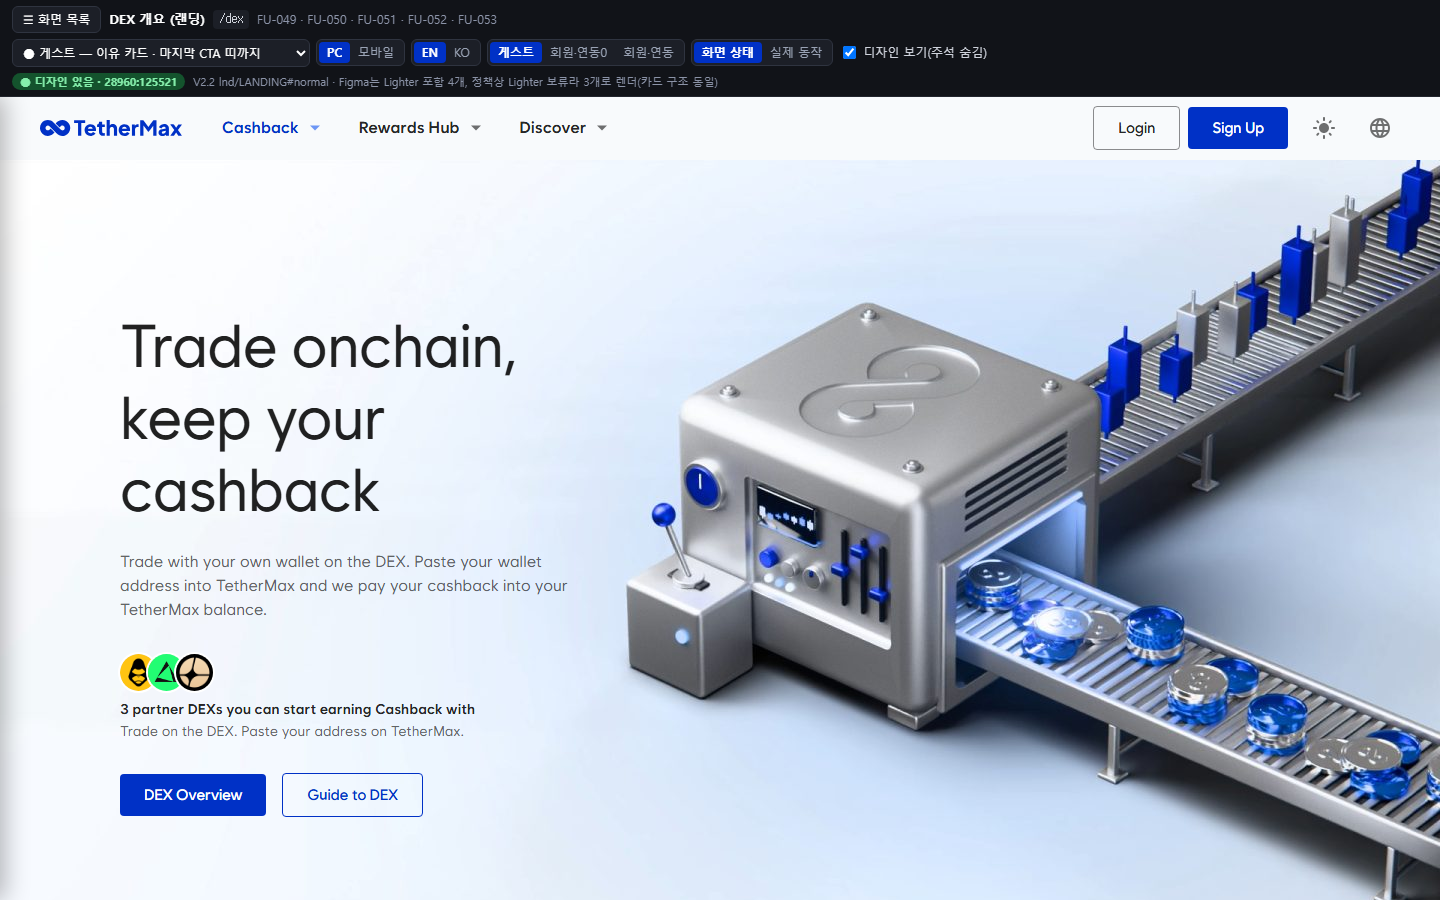 ☰ 화면 목록 DEX 개요 (랜딩) /dex FU-049 · FU-050 · FU-051 · FU-052 · FU-053
● 게스트 — 이유 카드 · 마지막 CTA 띠까지 PC 모바일 EN KO 게스트 회원·연동0 회원·연동 화면 상태 실제 동작 디자인 보기(주석 숨김)
● 디자인 있음 · 28960:125521 V2.2 lnd/LANDING#normal · Figma는 Lighter 포함 4개, 정책상 Lighter 보류라 3개로 렌더(카드 구조 동일)
TetherMax Cashback Rewards Hub Discover Login Sign Up
Trade onchain,
keep your
cashback
Trade with your own wallet on the DEX. Paste your wallet
address into TetherMax and we pay your cashback into your
TetherMax balance.
3 partner DEXs you can start earning Cashback with
Trade on the DEX. Paste your address on TetherMax.
DEX Overview Guide to DEX